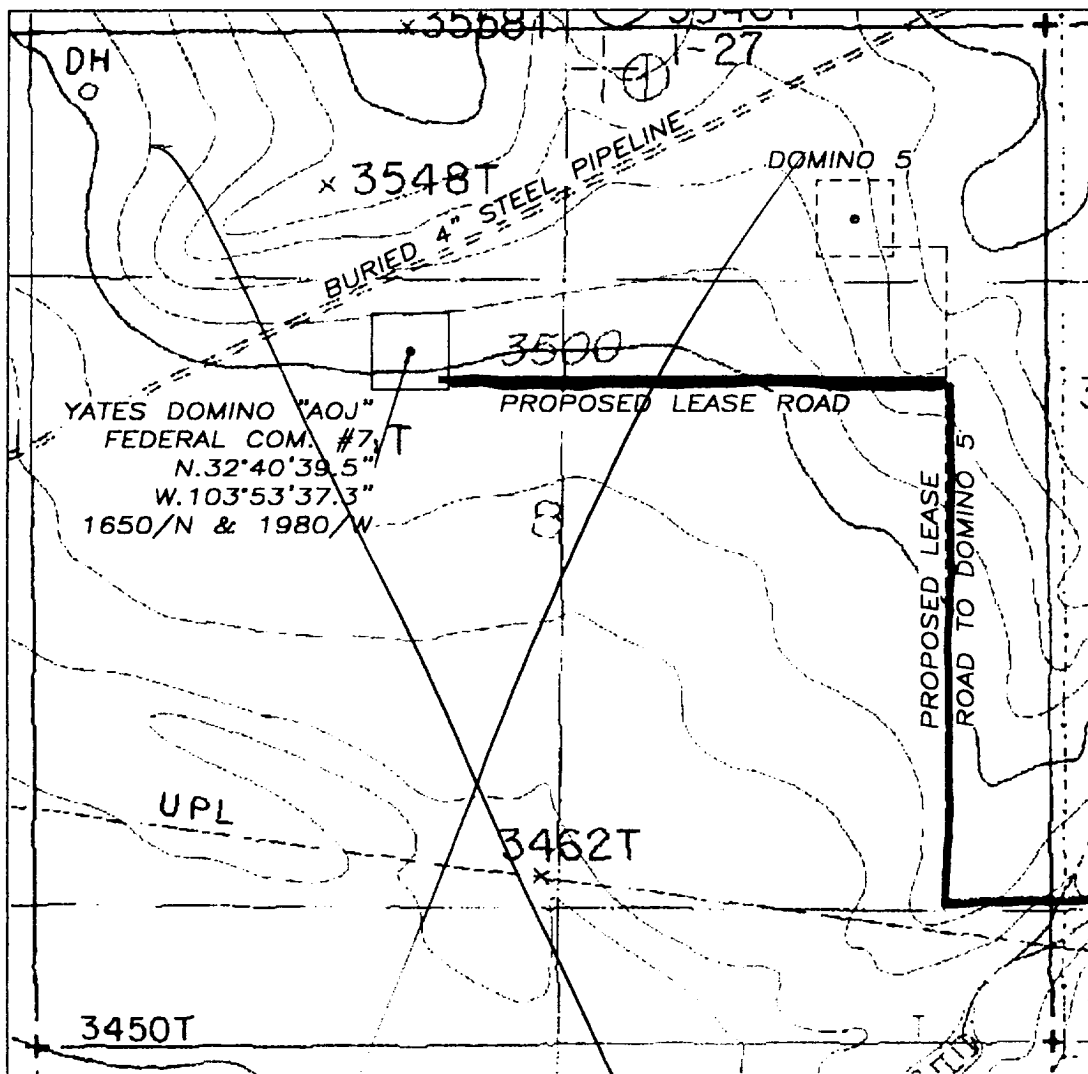 DH
I-27
× 3548T
DOMINO 5
BURIED 4" STEEL PIPELINE
3500
PROPOSED LEASE ROAD
YATES DOMINO "AOJ"
FEDERAL COM. #7
N.32°40'39.5"
W.103°53'37.3"
1650/N & 1980/W
T
PROPOSED LEASE
ROAD TO DOMINO 5
UPL
3462T
×
3450T